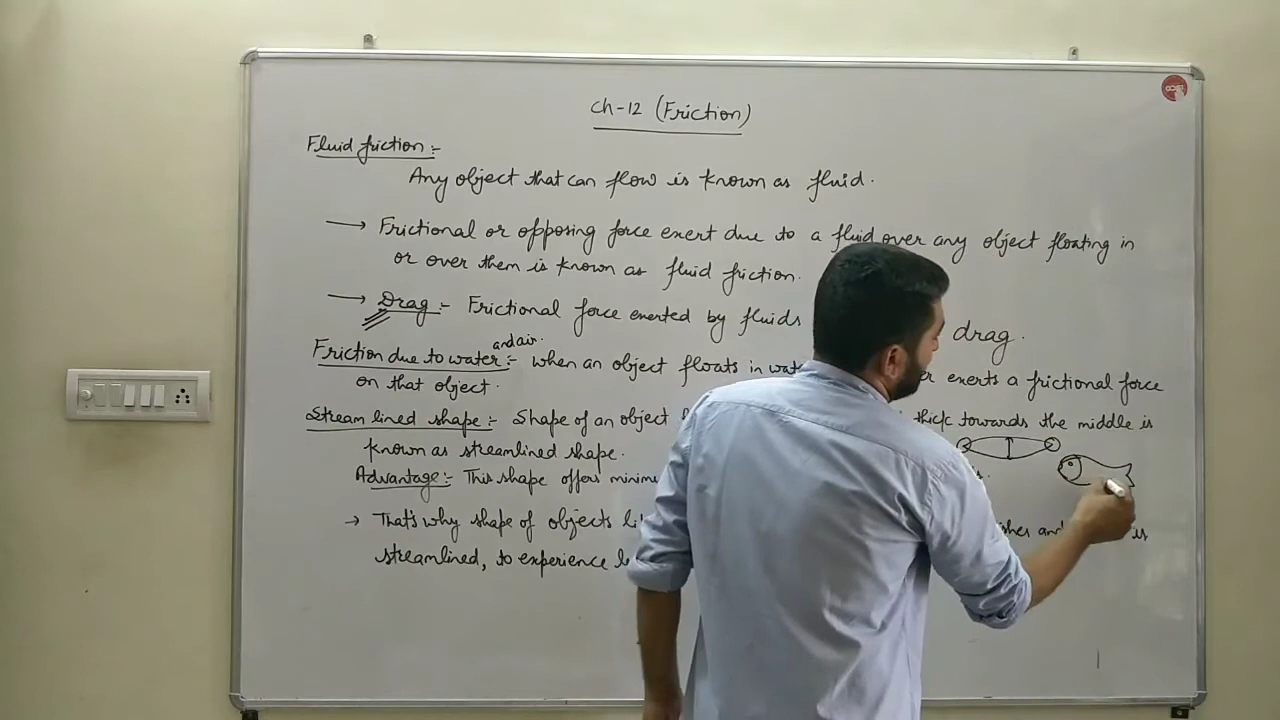 Ch-12 (Friction)
Fluid friction:-
Any object that can flow is known as fluid.
→ Frictional or opposing force exert due to a fluid over any object floating in
or over them is known as fluid friction.
→ Drag:- Frictional force exerted by fluids drag.
and air.
Friction due to water:- when an object floats in exerts a frictional force
on that object.
Stream lined shape:- Shape of an object thick towards the middle is
known as streamlined shape.
Advantage:- This shape offers
→ That's why shape of objects and is
streamlined, to experience